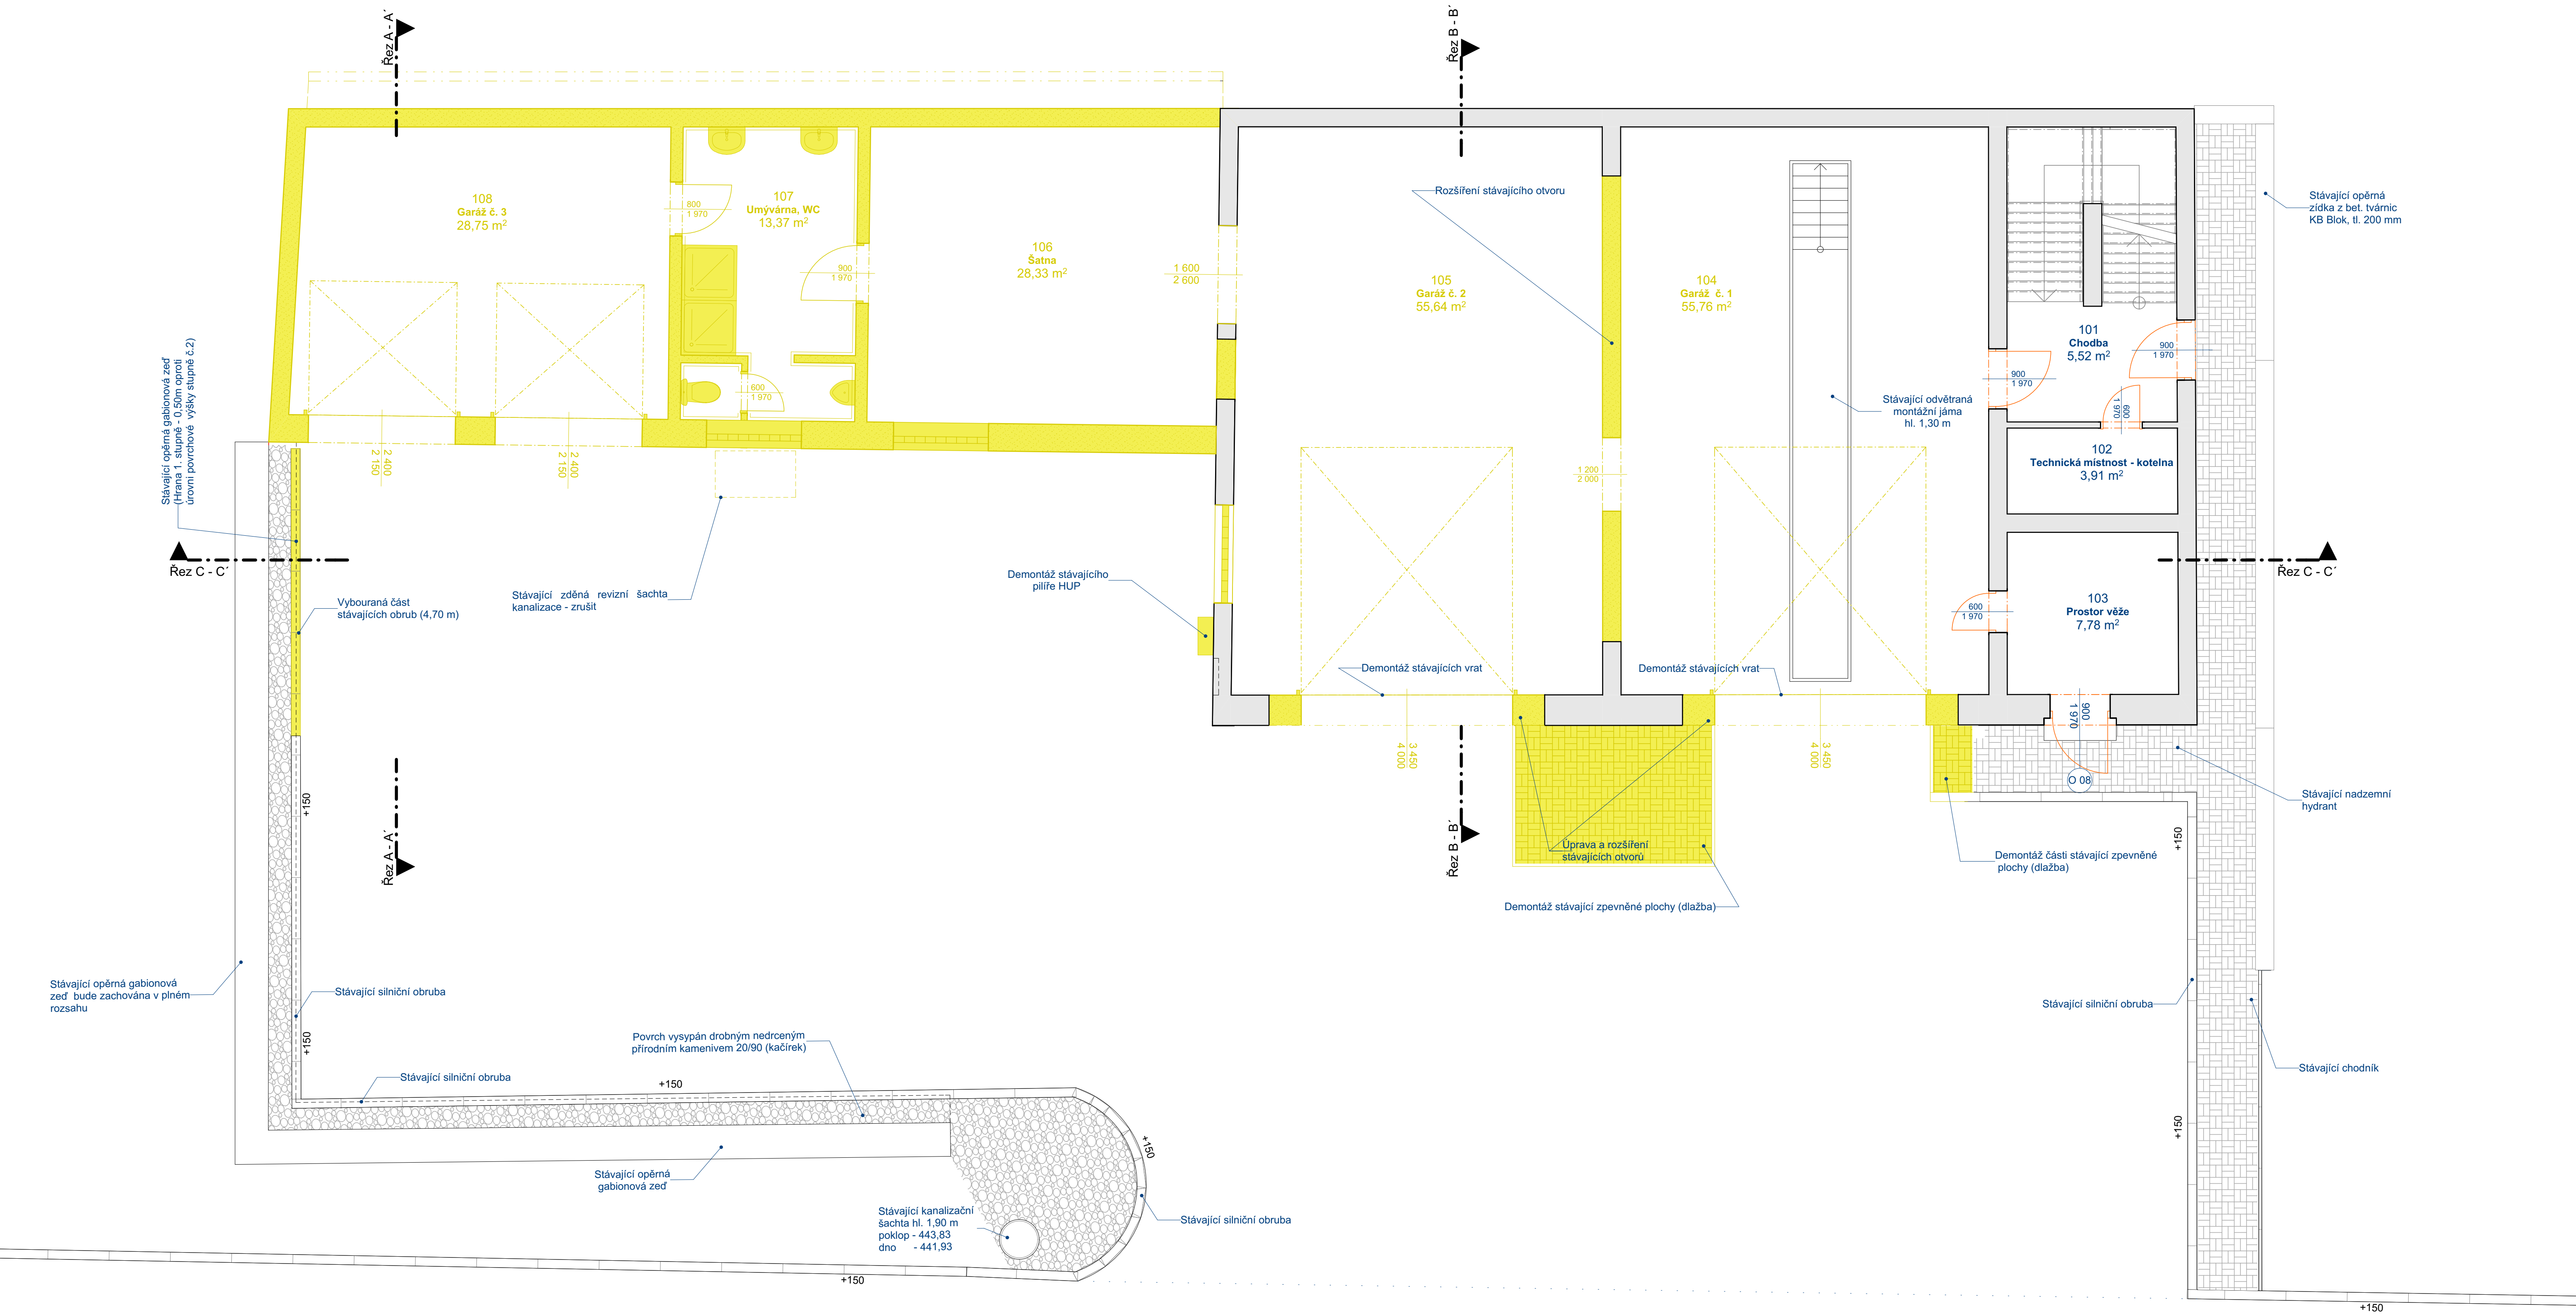 Řez A - A´
Řez B - B´
108
Garáž č. 3
28,75 m²
800
1 970
107
Umývárna, WC
13,37 m²
900
1 970
600
1 970
106
Šatna
28,33 m²
1 600
2 600
105
Garáž č. 2
55,64 m²
Rozšíření stávajícího otvoru
104
Garáž č. 1
55,76 m²
Stávající odvětraná
montážní jáma
hl. 1,30 m
900
1 970
101
Chodba
5,52 m²
900
1 970
600
1 970
102
Technická místnost - kotelna
3,91 m²
103
Prostor věže
7,78 m²
600
1 970
900
1 970
O 08
Stávající opěrná
zídka z bet. tvárnic
KB Blok, tl. 200 mm
Stávající opěrná gabionová zeď
(Hrana 1. stupně - 0,50m oproti
úrovni povrchové výšky stupně č.2)
2 400
2 150
2 400
2 150
1 200
2 000
Řez C - C´
Řez C - C´
Vybouraná část
stávajících obrub (4,70 m)
Stávající zděná revizní šachta
kanalizace - zrušit
Demontáž stávajícího
pilíře HUP
Demontáž stávajících vrat
Demontáž stávajících vrat
3 450
4 000
3 450
4 000
Stávající nadzemní
hydrant
+150
Řez A - A´
Řez B - B´
Úprava a rozšíření
stávajících otvorů
Demontáž části stávající zpevněné
plochy (dlažba)
+150
Demontáž stávající zpevněné plochy (dlažba)
Stávající opěrná gabionová
zeď bude zachována v plném
rozsahu
Stávající silniční obruba
Stávající silniční obruba
+150
Povrch vysypán drobným nedrceným
přírodním kamenivem 20/90 (kačírek)
Stávající silniční obruba
+150
Stávající chodník
+150
+150
Stávající opěrná
gabionová zeď
Stávající kanalizační
šachta hl. 1,90 m
poklop - 443,83
dno - 441,93
Stávající silniční obruba
+150
+150